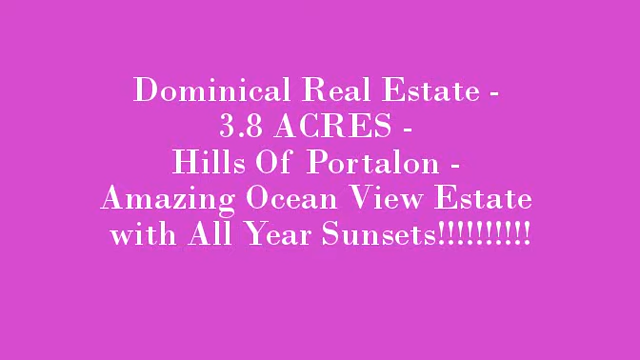 Dominical Real Estate -
3.8 ACRES -
Hills Of Portalon -
Amazing Ocean View Estate
with All Year Sunsets!!!!!!!!!!